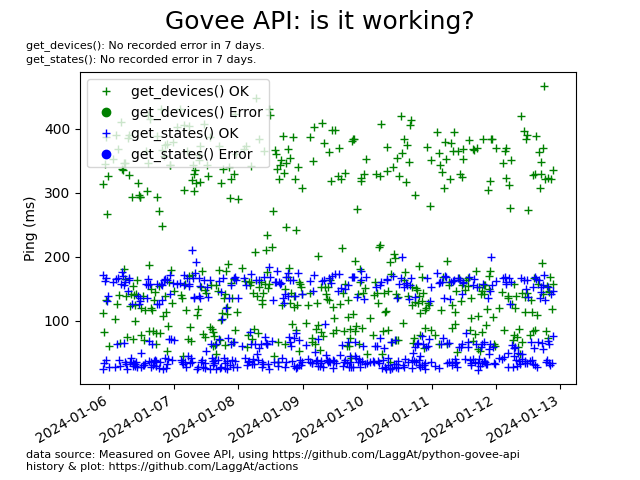 Govee API: is it working?
get_devices(): No recorded error in 7 days.
get_states(): No recorded error in 7 days.
get_devices() OK
get_devices() Error
get_states() OK
get_states() Error
Ping (ms)
400
300
200
100
2024-01-06
2024-01-07
2024-01-08
2024-01-09
2024-01-10
2024-01-11
2024-01-12
2024-01-13
data source: Measured on Govee API, using https://github.com/LaggAt/python-govee-api
history & plot: https://github.com/LaggAt/actions